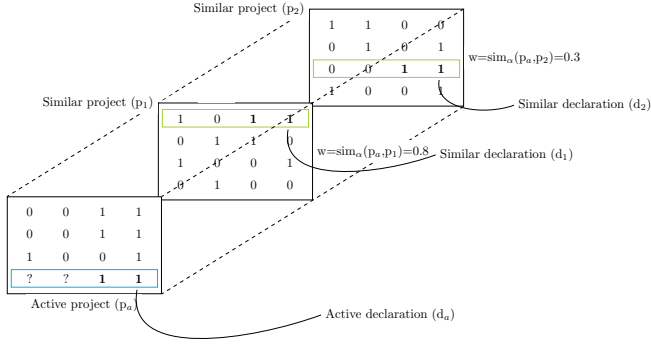 Similar project (p2)
1 1 0 0
0 1 0 1
0 0 1 1
1 0 0 1
w=simα(pa,p2)=0.3
Similar declaration (d2)
Similar project (p1)
1 0 1 1
0 1 1 0
1 0 0 1
0 1 0 0
w=simα(pa,p1)=0.8
Similar declaration (d1)
0 0 1 1
0 0 1 1
1 0 0 1
? ? 1 1
Active project (pa)
Active declaration (da)